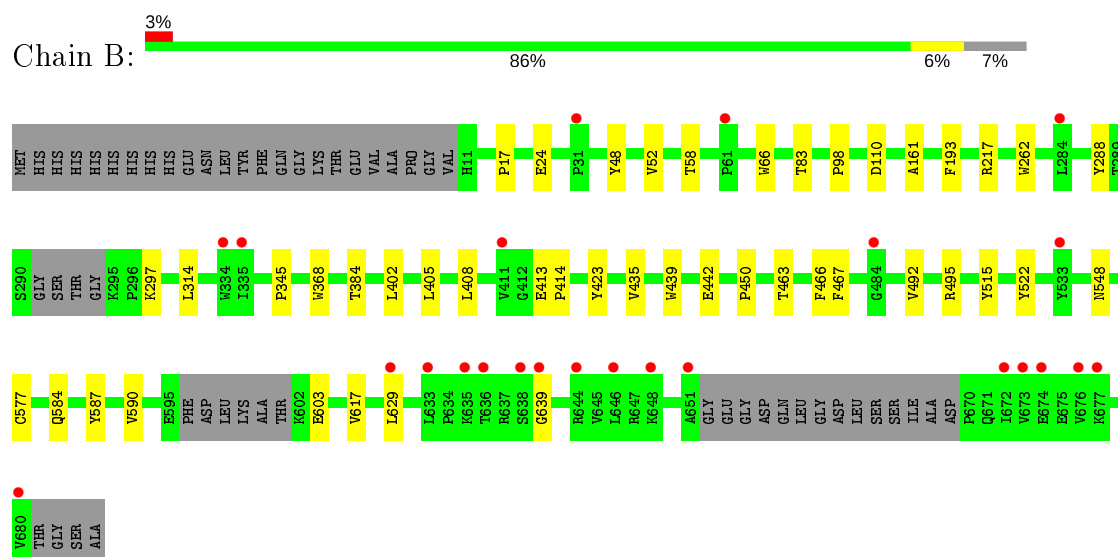 3%
Chain B:
86% 6% 7%
MET HIS HIS HIS HIS HIS HIS HIS HIS HIS HIS GLU ASN LEU TYR PHE GLN GLY LYS THR GLU VAL ALA PRO GLY VAL H11 P17 E24 P31 Y48 V52 T58 P61 W66 T83 P98 D110 A161 F193 R217 W262 L284 Y288 T289
S290 GLY SER THR GLY K295 P296 K297 L314 W334 I335 P345 W368 T384 L402 L405 L408 V411 G412 E413 P414 Y423 V435 W439 E442 P450 T463 F466 F467 G484 V492 R495 Y515 Y522 Y533 N548
C577 Q584 Y587 V590 E595 PHE ASP LEU LYS ALA THR K602 E603 V617 L629 L633 P634 K635 T636 R637 S638 G639 R644 V645 L646 R647 K648 A651 GLY GLU GLY ASP GLN LEU GLY ASP LEU SER SER ILE ALA ASP P670 Q671 I672 V673 E674 E675 V676 K677
V680 THR GLY SER ALA